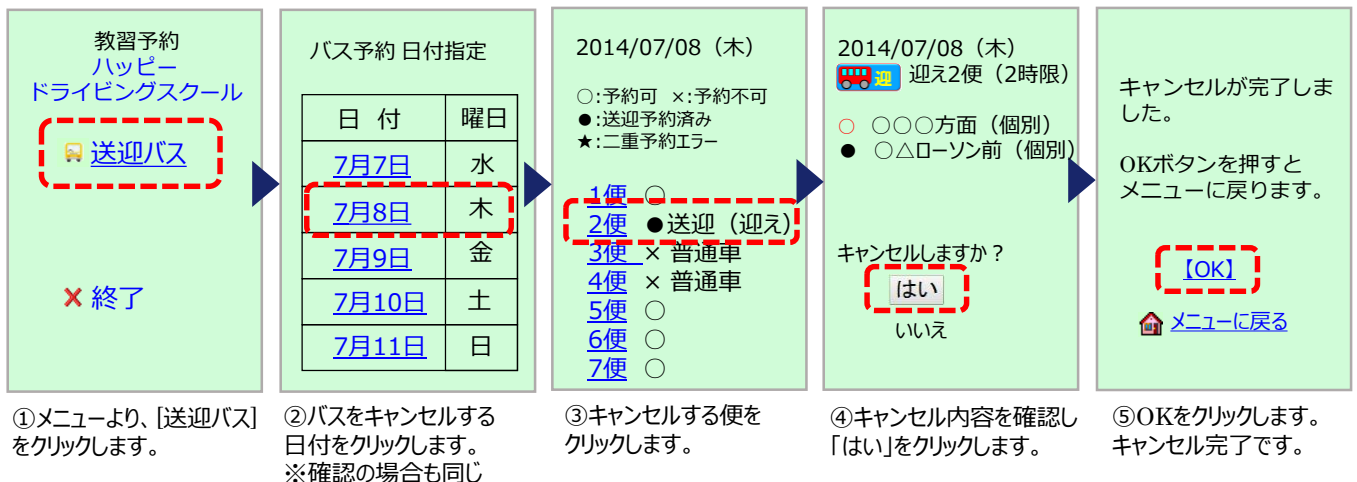 教習予約
ハッピー
ドライビングスクール
送迎バス
終了
バス予約 日付指定
日 付 曜日
7月7日 水
7月8日 木
7月9日 金
7月10日 土
7月11日 日
2014/07/08（木）
○:予約可 ×:予約不可
●:送迎予約済み
★:二重予約エラー
1便 ○
2便 ●送迎（迎え）
3便 × 普通車
4便 × 普通車
5便 ○
6便 ○
7便 ○
2014/07/08（木）
迎 迎え2便（2時限）
○ ○○○方面（個別）
● ○△ローソン前（個別）
キャンセルしますか？
はい
いいえ
キャンセルが完了しま
した。
OKボタンを押すと
メニューに戻ります。
【OK】
メニューに戻る
①メニューより、[送迎バス]
をクリックします。
②バスをキャンセルする
日付をクリックします。
※確認の場合も同じ
③キャンセルする便を
クリックします。
④キャンセル内容を確認し
「はい」をクリックします。
⑤OKをクリックします。
キャンセル完了です。